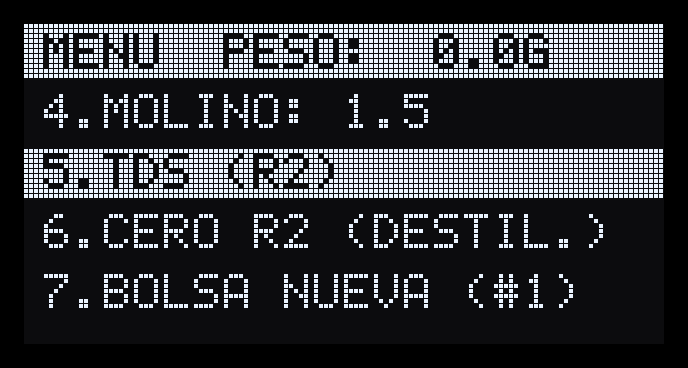 MENU  PESO:  0.0G
4.MOLINO: 1.5
5.TDS (R2)
6.CERO R2 (DESTIL.)
7.BOLSA NUEVA (#1)